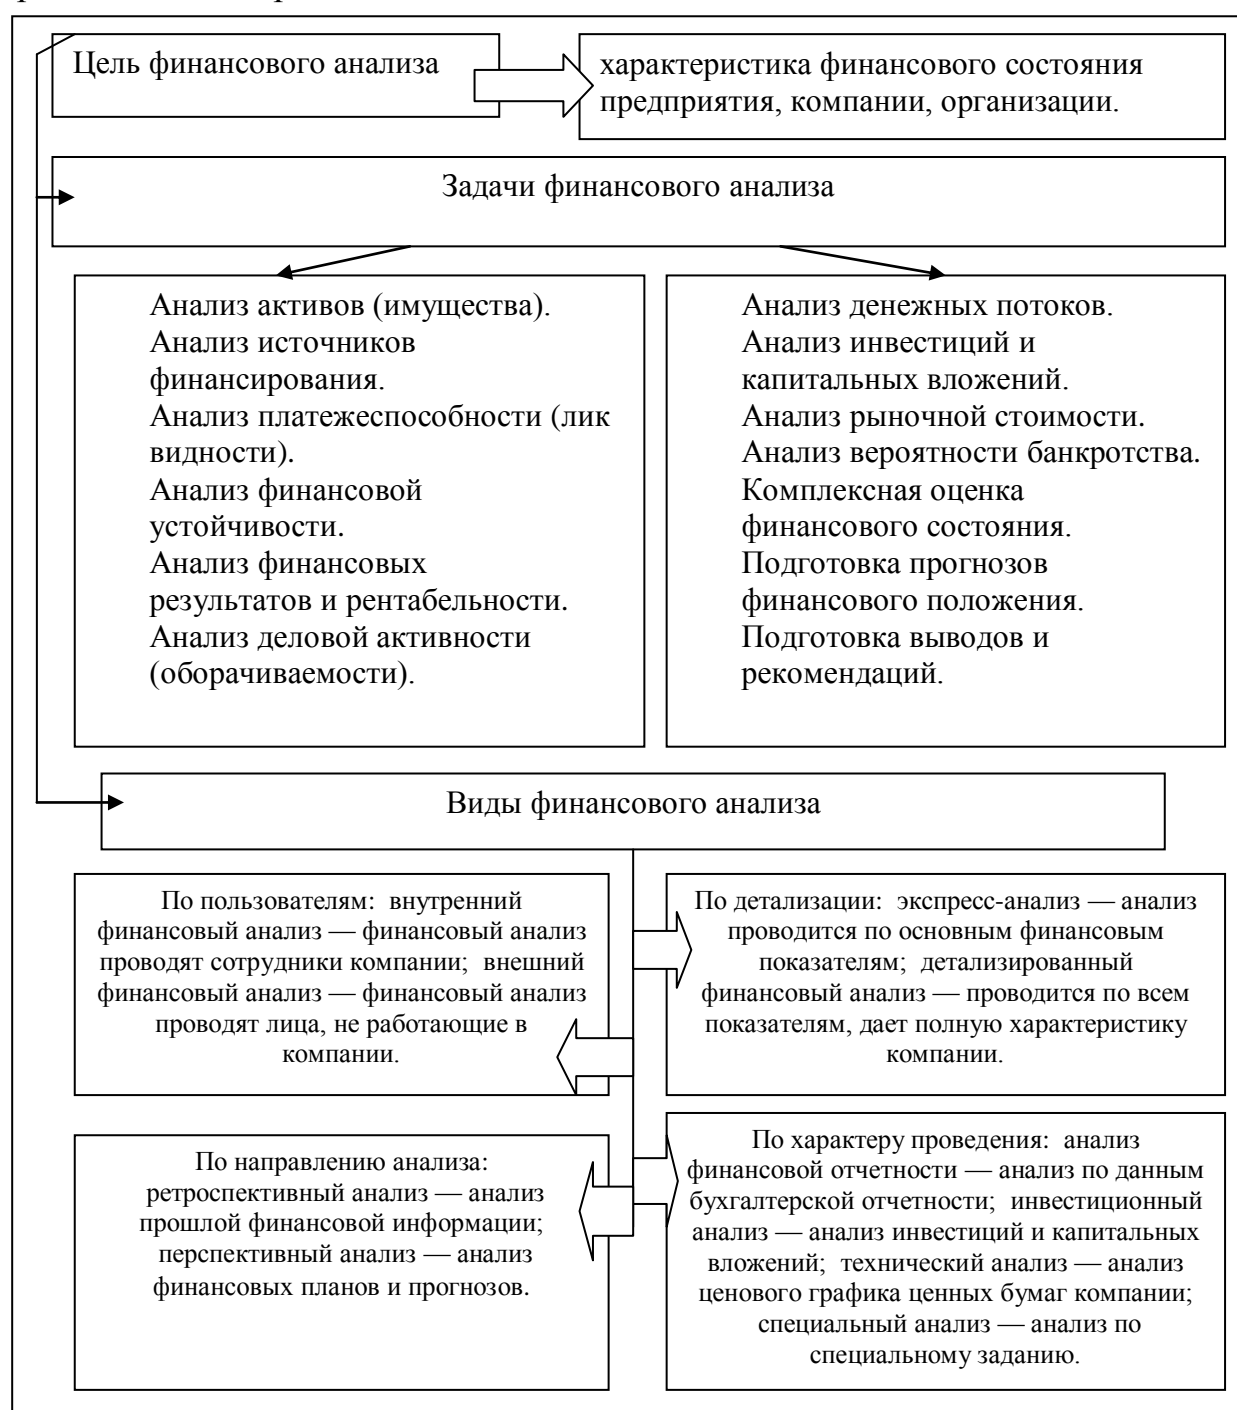 Цель финансового анализа
характеристика финансового состояния
предприятия, компании, организации.
Задачи финансового анализа
Анализ активов (имущества).
Анализ источников
финансирования.
Анализ платежеспособности (лик
видности).
Анализ финансовой
устойчивости.
Анализ финансовых
результатов и рентабельности.
Анализ деловой активности
(оборачиваемости).
Анализ денежных потоков.
Анализ инвестиций и
капитальных вложений.
Анализ рыночной стоимости.
Анализ вероятности банкротства.
Комплексная оценка
финансового состояния.
Подготовка прогнозов
финансового положения.
Подготовка выводов и
рекомендаций.
Виды финансового анализа
По пользователям: внутренний
финансовый анализ — финансовый анализ
проводят сотрудники компании; внешний
финансовый анализ — финансовый анализ
проводят лица, не работающие в
компании.
По детализации: экспресс-анализ — анализ
проводится по основным финансовым
показателям; детализированный
финансовый анализ — проводится по всем
показателям, дает полную характеристику
компании.
По направлению анализа:
ретроспективный анализ — анализ
прошлой финансовой информации;
перспективный анализ — анализ
финансовых планов и прогнозов.
По характеру проведения: анализ
финансовой отчетности — анализ по данным
бухгалтерской отчетности; инвестиционный
анализ — анализ инвестиций и капитальных
вложений; технический анализ — анализ
ценового графика ценных бумаг компании;
специальный анализ — анализ по
специальному заданию.